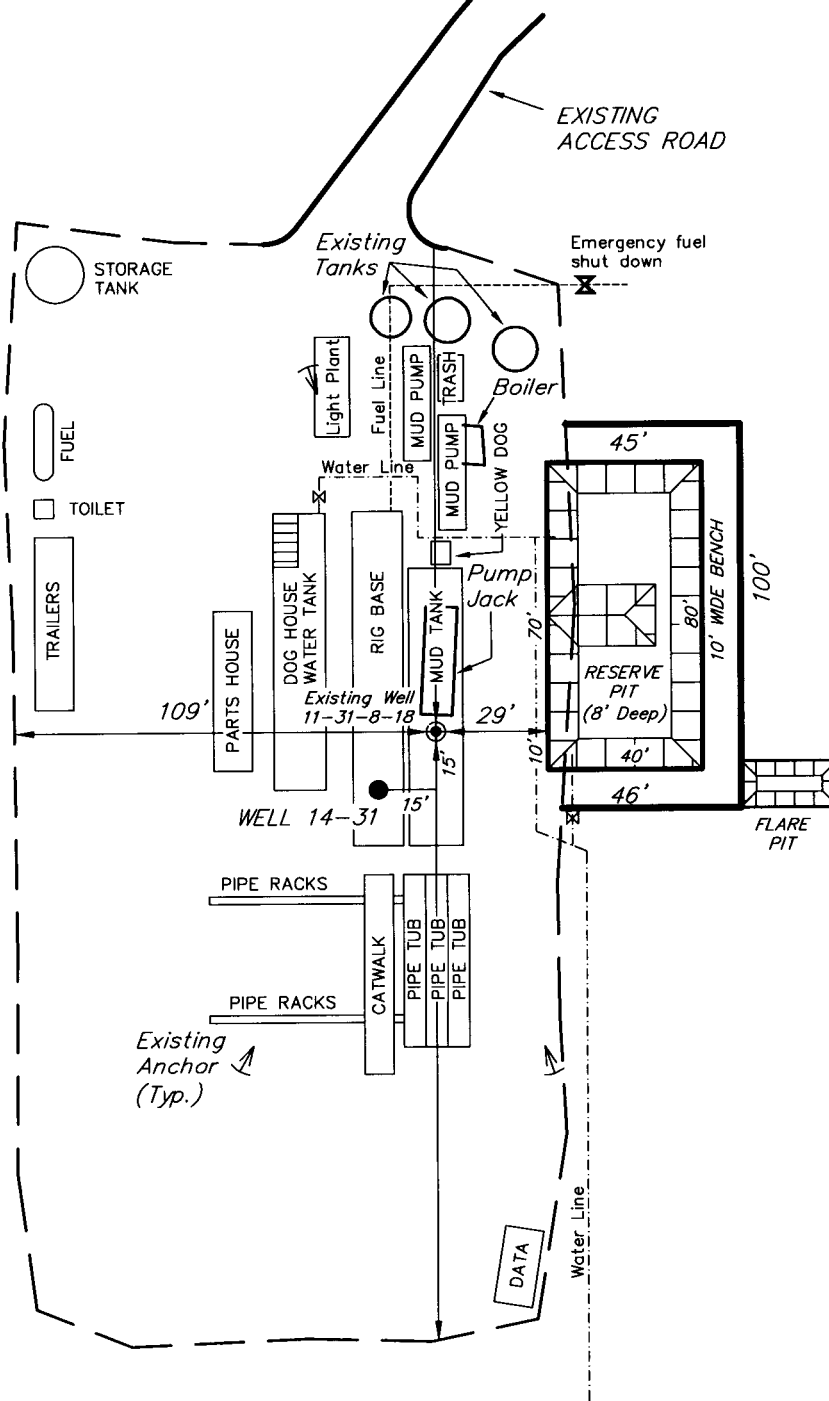 EXISTING
ACCESS ROAD
Existing
Tanks
Emergency fuel
shut down
STORAGE
TANK
Light Plant
Fuel Line
MUD PUMP
TRASH
Boiler
MUD PUMP
YELLOW DOG
FUEL
TOILET
Water Line
45'
TRAILERS
PARTS HOUSE
DOG HOUSE
WATER TANK
RIG BASE
MUD TANK
Pump
Jack
70'
80'
10' WIDE BENCH
100'
RESERVE
PIT
(8' Deep)
Existing Well
11-31-8-18
109'
29'
10'
40'
15'
15'
WELL 14-31
46'
FLARE
PIT
PIPE RACKS
CATWALK
PIPE TUB
PIPE TUB
PIPE TUB
PIPE RACKS
Existing
Anchor
(Typ.)
DATA
Water Line